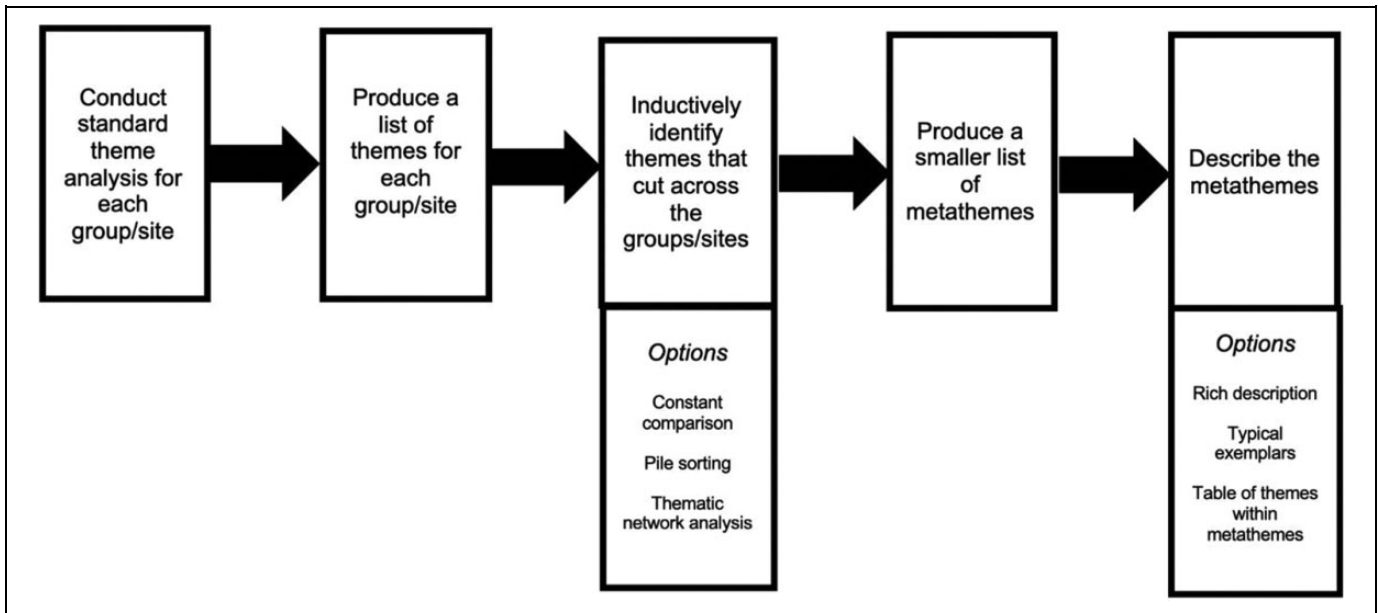 Conduct
standard
theme
analysis for
each
group/site
Produce a
list of
themes for
each
group/site
Inductively
identify
themes that
cut across
the
groups/sites
Options
Constant
comparison
Pile sorting
Thematic
network analysis
Produce a
smaller list
of
metathemes
Describe the
metathemes
Options
Rich description
Typical
exemplars
Table of themes
within
metathemes